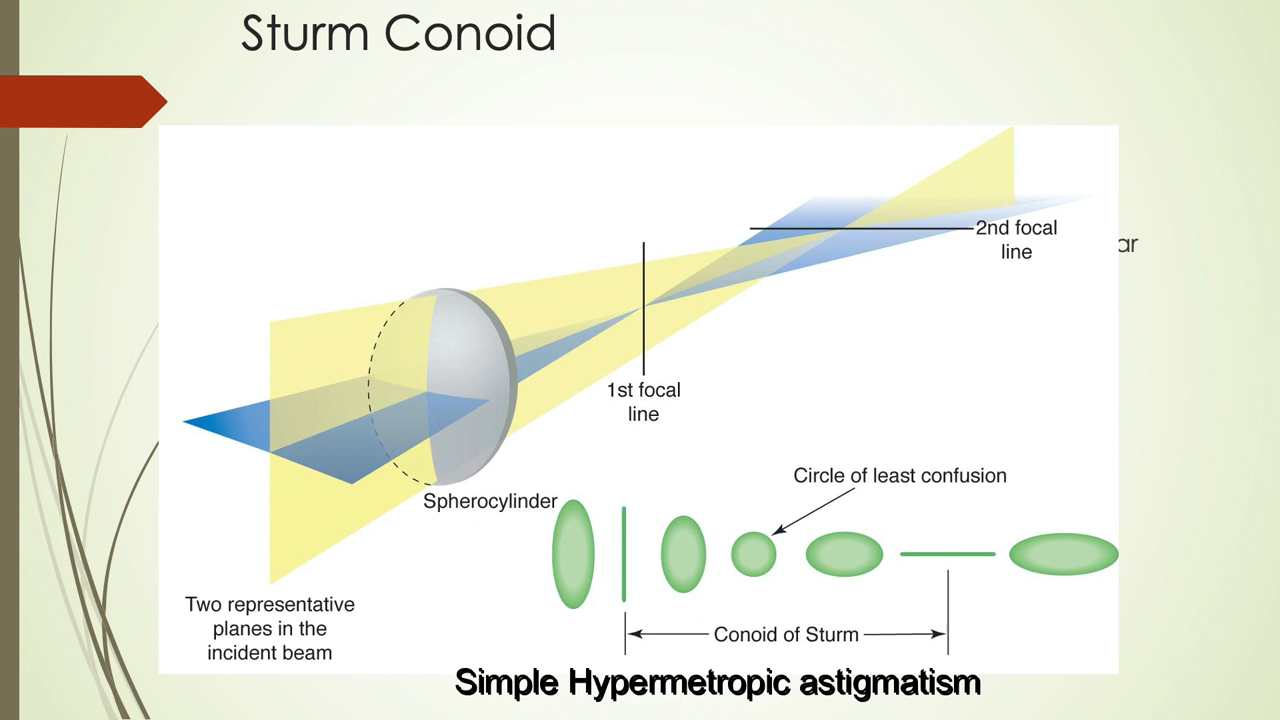 Sturm Conoid
2nd focal
line
ar
1st focal
line
Circle of least confusion
Spherocylinder
Two representative
planes in the
incident beam
Conoid of Sturm
Simple Hypermetropic astigmatism